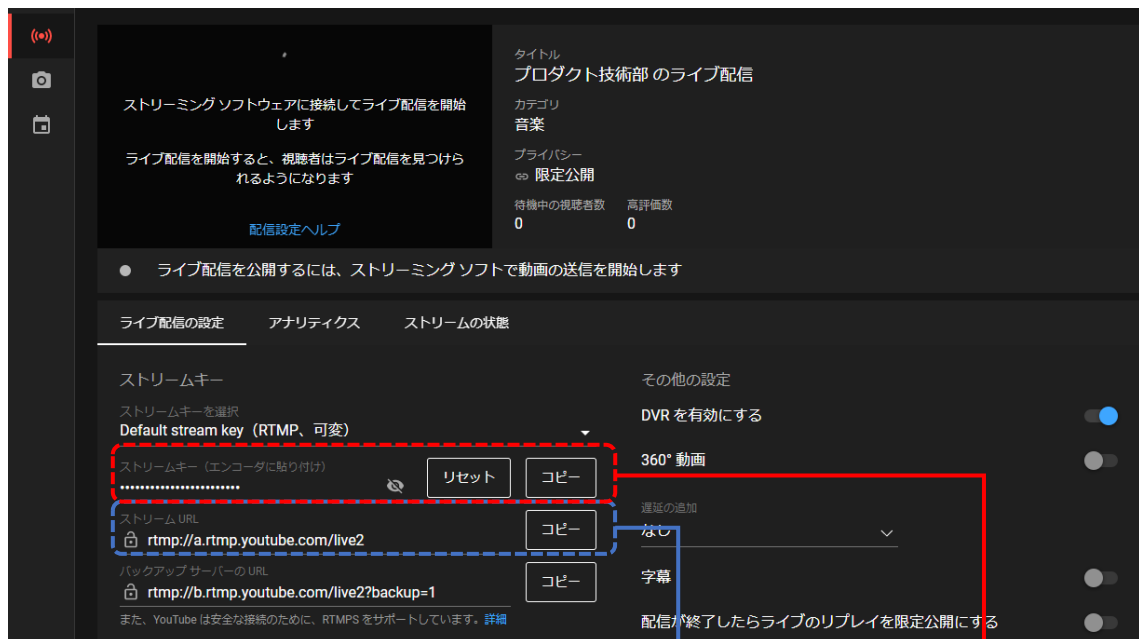 ストリーミング ソフトウェアに接続してライブ配信を開始
します
ライブ配信を開始すると、視聴者はライブ配信を見つけら
れるようになります
配信設定ヘルプ
タイトル
プロダクト技術部 のライブ配信
カテゴリ
音楽
プライバシー
限定公開
待機中の視聴者数 高評価数
0 0
ライブ配信を公開するには、ストリーミング ソフトで動画の送信を開始します
ライブ配信の設定 アナリティクス ストリームの状態
ストリームキー
ストリームキーを選択
Default stream key（RTMP、可変）
ストリームキー（エンコーダに貼り付け）
••••••••••••••••••••••••
リセット コピー
ストリーム URL
rtmp://a.rtmp.youtube.com/live2
コピー
バックアップ サーバーの URL
rtmp://b.rtmp.youtube.com/live2?backup=1
コピー
また、YouTube は安全な接続のために、RTMPS をサポートしています。詳細
その他の設定
DVR を有効にする
360° 動画
遅延の追加
なし
字幕
配信が終了したらライブのリプレイを限定公開にする